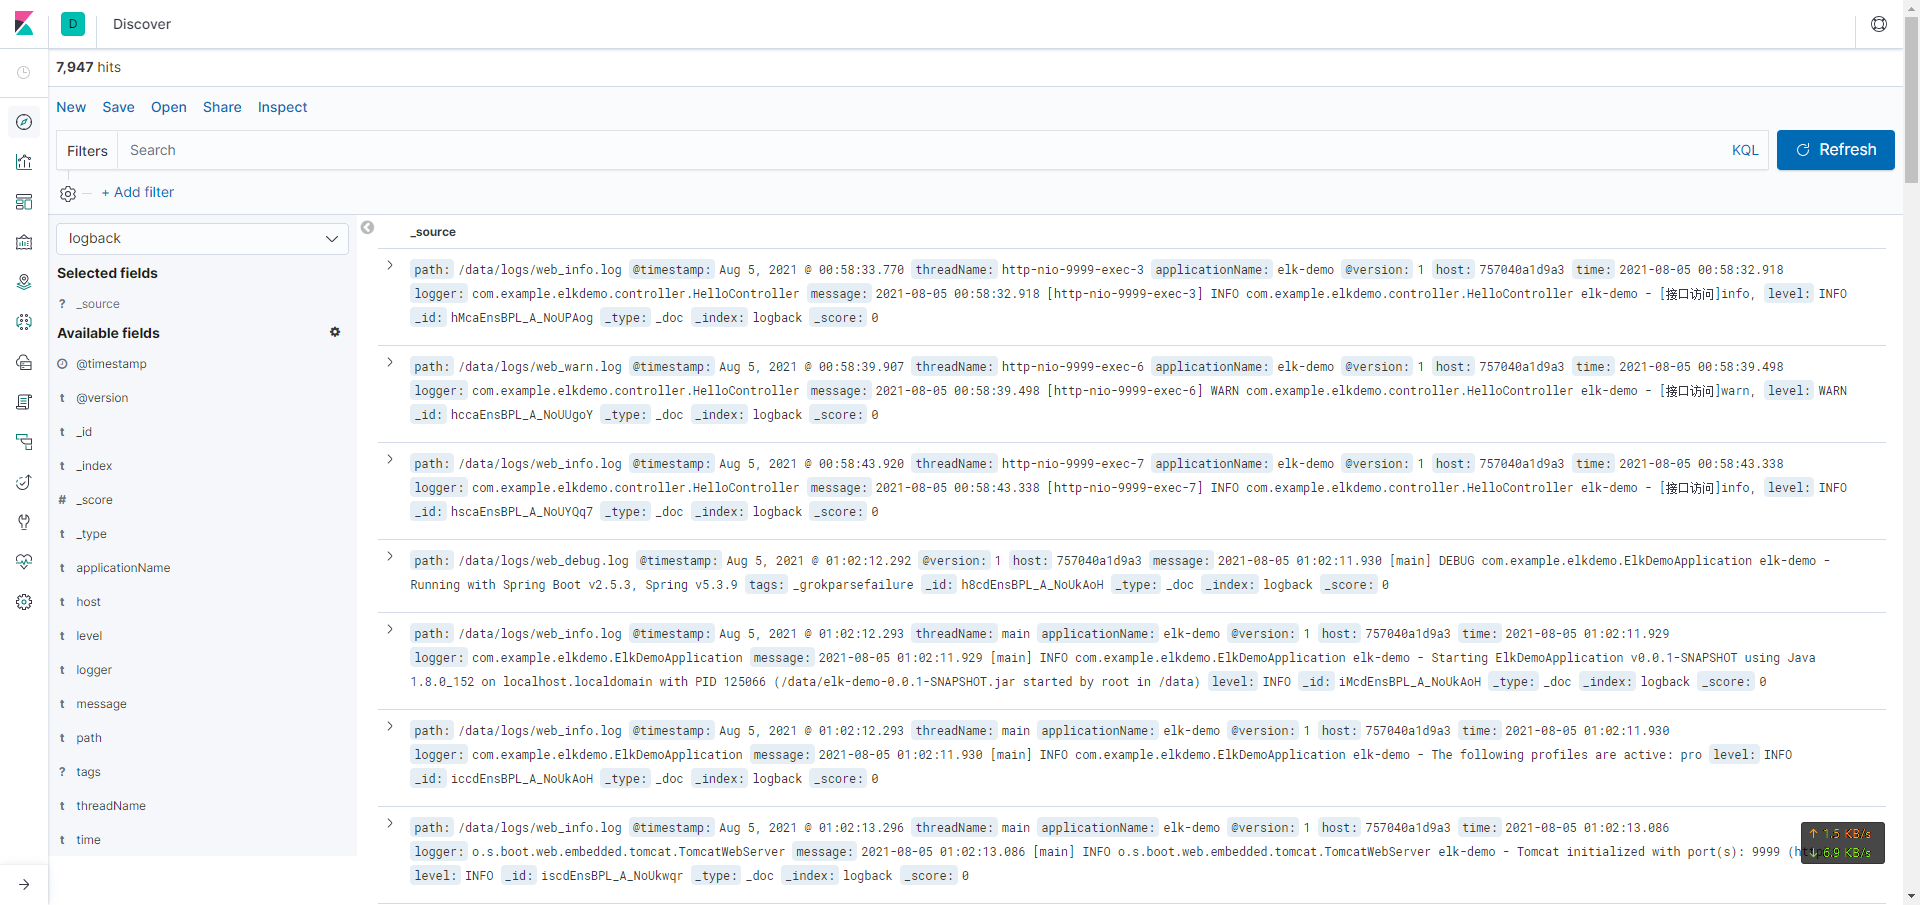 D Discover
7,947 hits
New Save Open Share Inspect
Filters Search KQL Refresh
+ Add filter
logback
Selected fields
? _source
Available fields
@timestamp
t @version
t _id
t _index
# _score
t _type
t applicationName
t host
t level
t logger
t message
t path
? tags
t threadName
t time
_source
path: /data/logs/web_info.log @timestamp: Aug 5, 2021 @ 00:58:33.770 threadName: http-nio-9999-exec-3 applicationName: elk-demo @version: 1 host: 757040a1d9a3 time: 2021-08-05 00:58:32.918
logger: com.example.elkdemo.controller.HelloController message: 2021-08-05 00:58:32.918 [http-nio-9999-exec-3] INFO com.example.elkdemo.controller.HelloController elk-demo - [接口访问]info, level: INFO
_id: hMcaEnsBPL_A_NoUPAog _type: _doc _index: logback _score: 0
path: /data/logs/web_warn.log @timestamp: Aug 5, 2021 @ 00:58:39.907 threadName: http-nio-9999-exec-6 applicationName: elk-demo @version: 1 host: 757040a1d9a3 time: 2021-08-05 00:58:39.498
logger: com.example.elkdemo.controller.HelloController message: 2021-08-05 00:58:39.498 [http-nio-9999-exec-6] WARN com.example.elkdemo.controller.HelloController elk-demo - [接口访问]warn, level: WARN
_id: hccaEnsBPL_A_NoUUgoY _type: _doc _index: logback _score: 0
path: /data/logs/web_info.log @timestamp: Aug 5, 2021 @ 00:58:43.920 threadName: http-nio-9999-exec-7 applicationName: elk-demo @version: 1 host: 757040a1d9a3 time: 2021-08-05 00:58:43.338
logger: com.example.elkdemo.controller.HelloController message: 2021-08-05 00:58:43.338 [http-nio-9999-exec-7] INFO com.example.elkdemo.controller.HelloController elk-demo - [接口访问]info, level: INFO
_id: hscaEnsBPL_A_NoUYQq7 _type: _doc _index: logback _score: 0
path: /data/logs/web_debug.log @timestamp: Aug 5, 2021 @ 01:02:12.292 @version: 1 host: 757040a1d9a3 message: 2021-08-05 01:02:11.930 [main] DEBUG com.example.elkdemo.ElkDemoApplication elk-demo -
Running with Spring Boot v2.5.3, Spring v5.3.9 tags: _grokparsefailure _id: h8cdEnsBPL_A_NoUkAoH _type: _doc _index: logback _score: 0
path: /data/logs/web_info.log @timestamp: Aug 5, 2021 @ 01:02:12.293 threadName: main applicationName: elk-demo @version: 1 host: 757040a1d9a3 time: 2021-08-05 01:02:11.929
logger: com.example.elkdemo.ElkDemoApplication message: 2021-08-05 01:02:11.929 [main] INFO com.example.elkdemo.ElkDemoApplication elk-demo - Starting ElkDemoApplication v0.0.1-SNAPSHOT using Java
1.8.0_152 on localhost.localdomain with PID 125066 (/data/elk-demo-0.0.1-SNAPSHOT.jar started by root in /data) level: INFO _id: iMcdEnsBPL_A_NoUkAoH _type: _doc _index: logback _score: 0
path: /data/logs/web_info.log @timestamp: Aug 5, 2021 @ 01:02:12.293 threadName: main applicationName: elk-demo @version: 1 host: 757040a1d9a3 time: 2021-08-05 01:02:11.930
logger: com.example.elkdemo.ElkDemoApplication message: 2021-08-05 01:02:11.930 [main] INFO com.example.elkdemo.ElkDemoApplication elk-demo - The following profiles are active: pro level: INFO
_id: iccdEnsBPL_A_NoUkAoH _type: _doc _index: logback _score: 0
path: /data/logs/web_info.log @timestamp: Aug 5, 2021 @ 01:02:13.296 threadName: main applicationName: elk-demo @version: 1 host: 757040a1d9a3 time: 2021-08-05 01:02:13.086
logger: o.s.boot.web.embedded.tomcat.TomcatWebServer message: 2021-08-05 01:02:13.086 [main] INFO o.s.boot.web.embedded.tomcat.TomcatWebServer elk-demo - Tomcat initialized with port(s): 9999
level: INFO _id: iscdEnsBPL_A_NoUkwqr _type: _doc _index: logback _score: 0
↑ 1.5 KB/s
↓ 6.9 KB/s